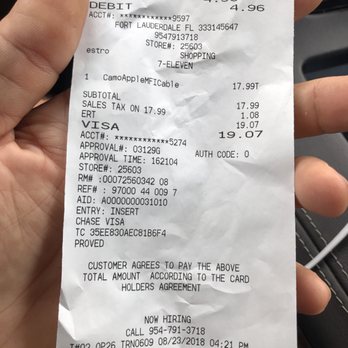 DEBIT 4.96
ACCT#: ************9597
FORT LAUDERDALE FL 333145647
9547913718
STORE#: 25603
estro SHOPPING
7-ELEVEN
1 CamoAppleMFICable 17.99T
SUBTOTAL 17.99
SALES TAX ON 17.99 1.08
ERT 19.07
VISA 19.07
ACCT#: ************5274
APPROVAL#: 03129G AUTH CODE: 0
APPROVAL TIME: 162104
STORE#: 25603
RM# :00072560342 08
REF# : 97000 44 009 7
AID: A0000000031010
ENTRY: INSERT
CHASE VISA
TC 35EE830AEC81B6F4
PROVED
CUSTOMER AGREES TO PAY THE ABOVE
TOTAL AMOUNT ACCORDING TO THE CARD
HOLDERS AGREEMENT
NOW HIRING
CALL 954-791-3718
T#02 OP26 TRN0609 08/23/2018 04:21 PM